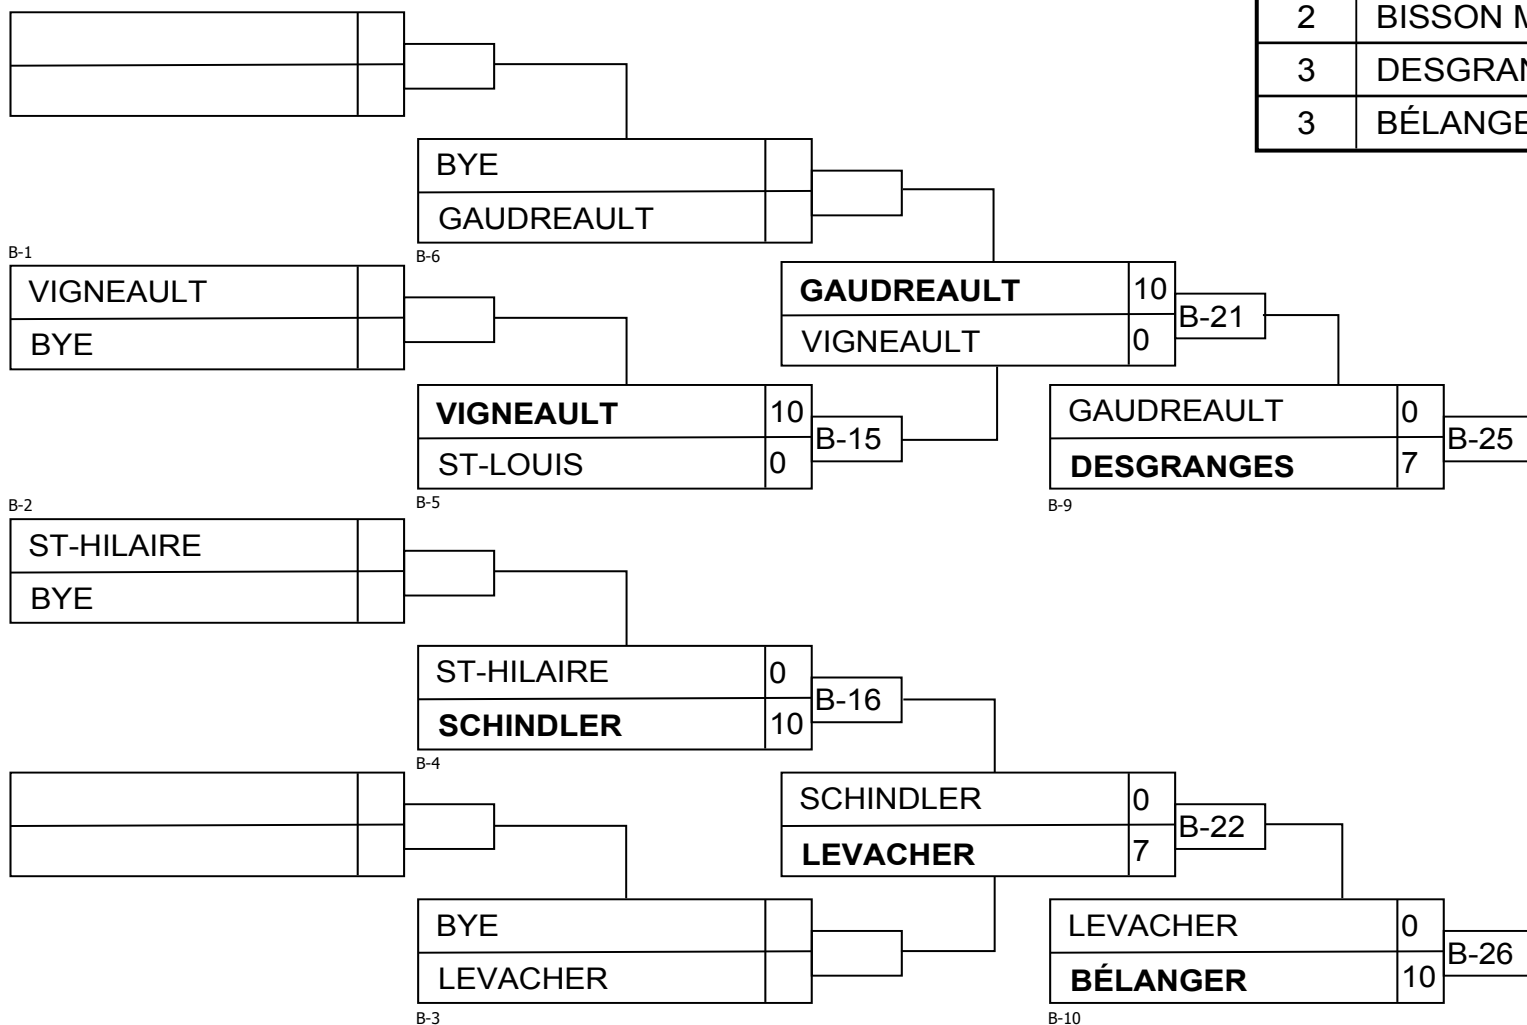 2 BISSON
3
3
BYE
GAUDREAULT
B-1
B-6
VIGNEAULT
BYE
GAUDREAULT 10
VIGNEAULT 0
B-21
VIGNEAULT 10
ST-LOUIS 0
B-15
GAUDREAULT 0
DESGRANGES 7
B-25
B-2
B-5
B-9
ST-HILAIRE
BYE
ST-HILAIRE 0
SCHINDLER 10
B-16
B-4
SCHINDLER 0
LEVACHER 7
B-22
BYE
LEVACHER
LEVACHER 0
BÉLANGER 10
B-26
B-3
B-10